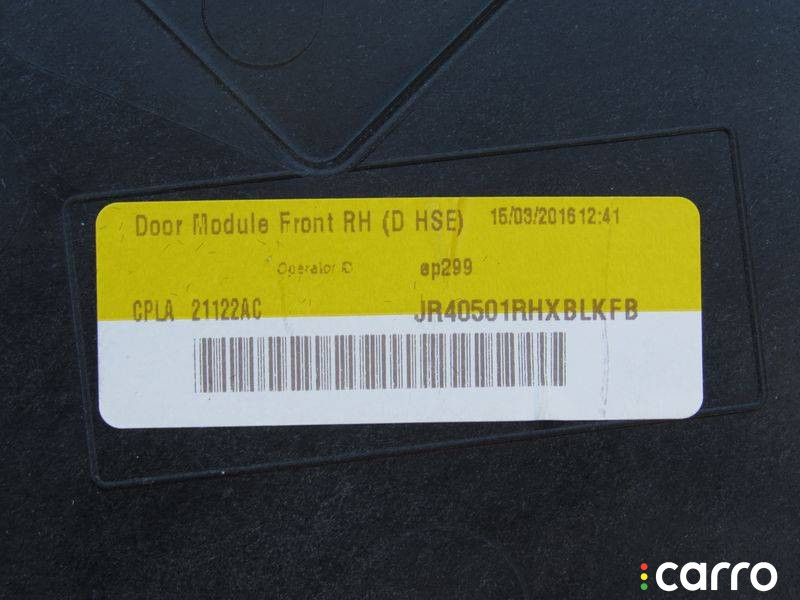 Door Module Front RH (D HSE) 15/03/2016 12:41
Operator ID ep299
CPLA 21122AC JR40501RHXBLKFB
carro